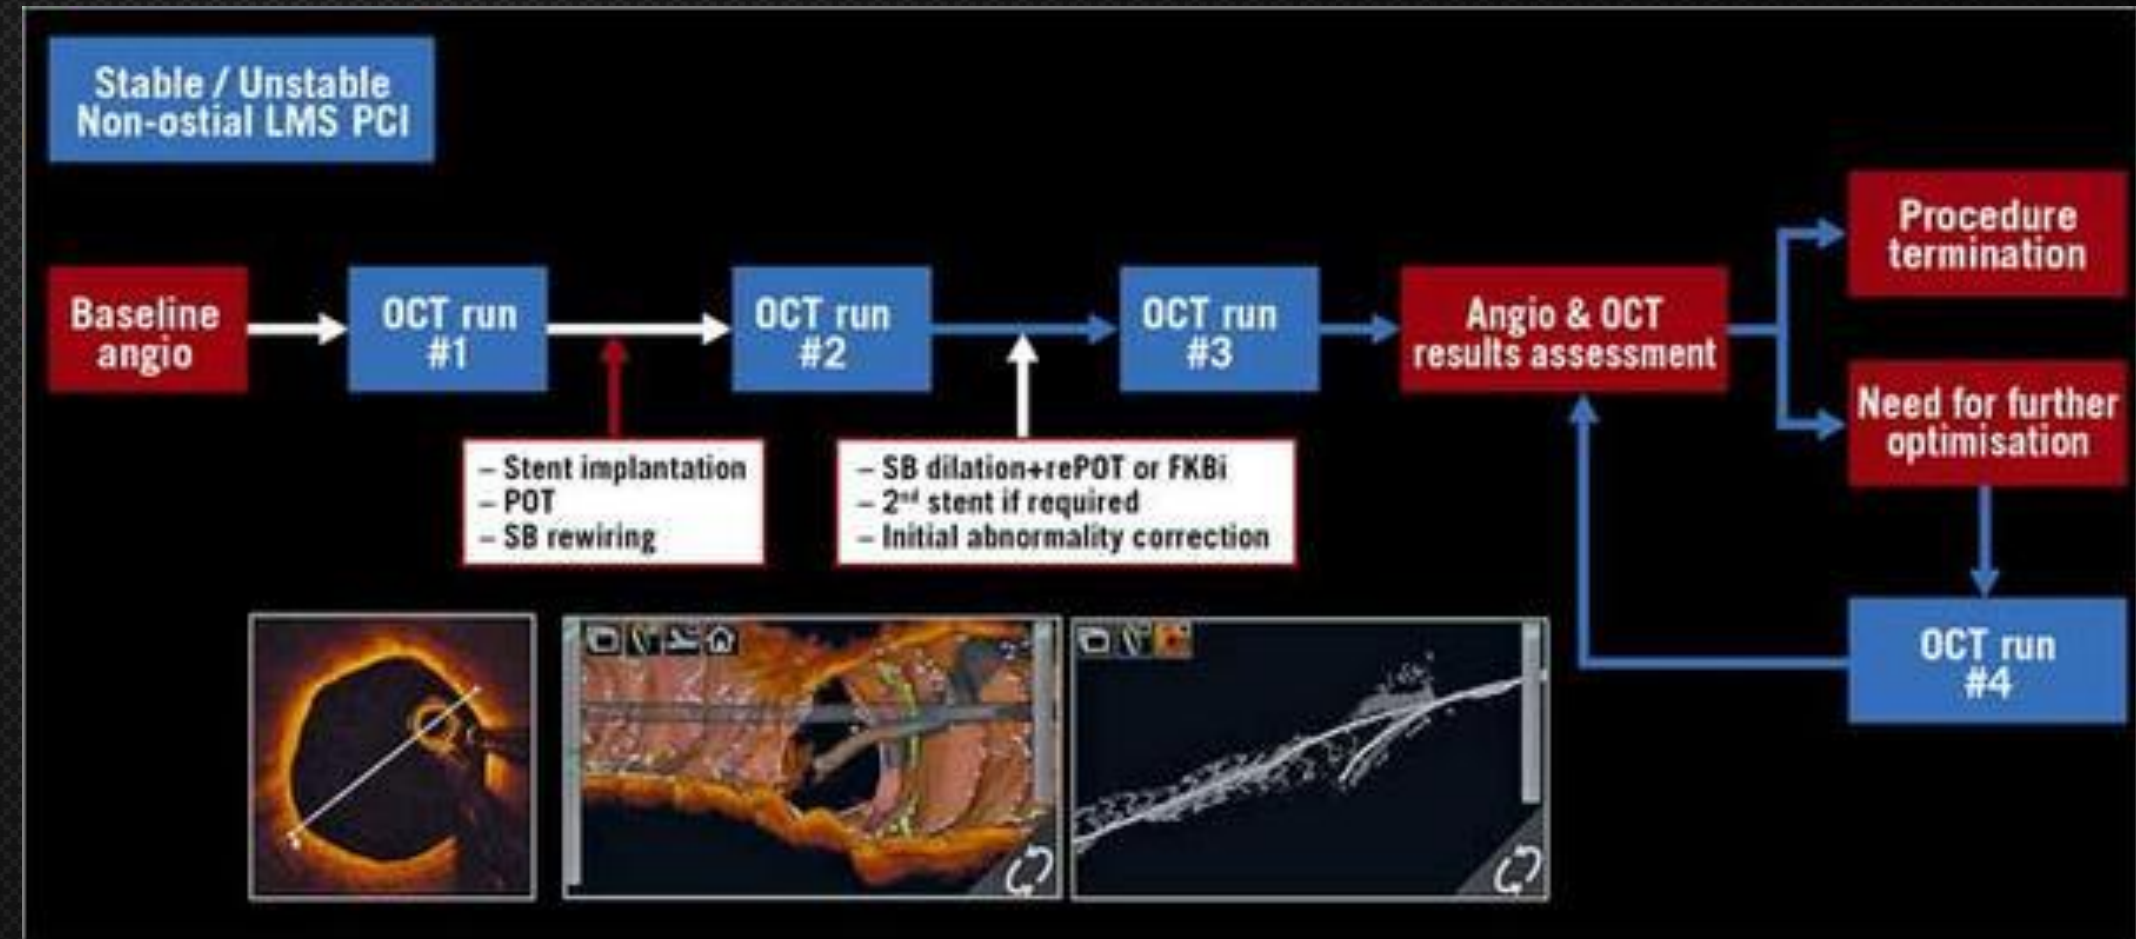 Stable / Unstable
Non-ostial LMS PCI
Baseline
angio
OCT run
#1
– Stent implantation
– POT
– SB rewiring
OCT run
#2
– SB dilation+rePOT or FKBi
– 2nd stent if required
– Initial abnormality correction
OCT run
#3
Angio & OCT
results assessment
Procedure
termination
Need for further
optimisation
OCT run
#4